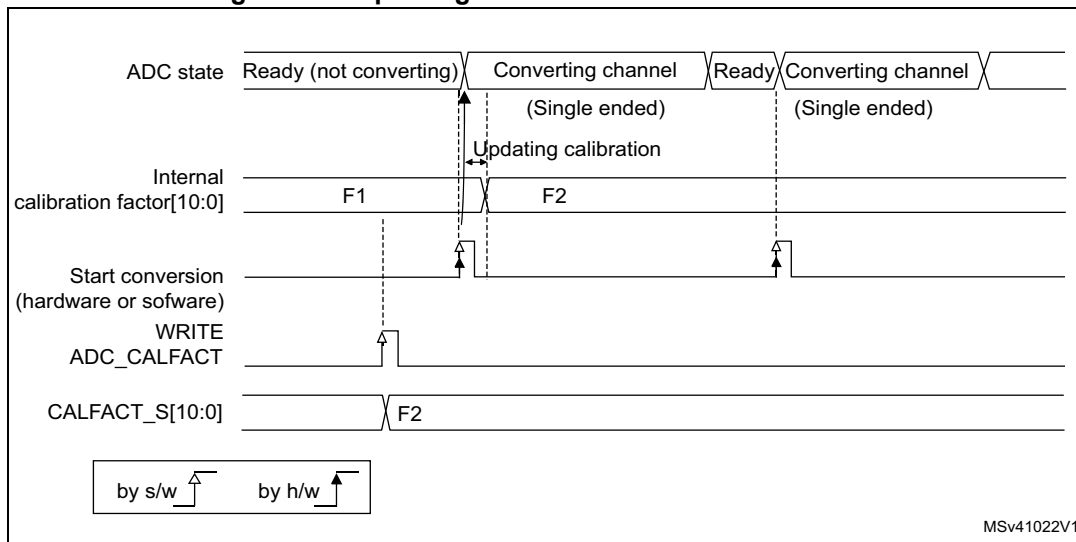 ADC state
Ready (not converting)
Converting channel
Ready
Converting channel
(Single ended)
(Single ended)
Updating calibration
Internal
calibration factor[10:0]
F1
F2
Start conversion
(hardware or sofware)
WRITE
ADC_CALFACT
CALFACT_S[10:0]
F2
by s/w
by h/w
MSv41022V1